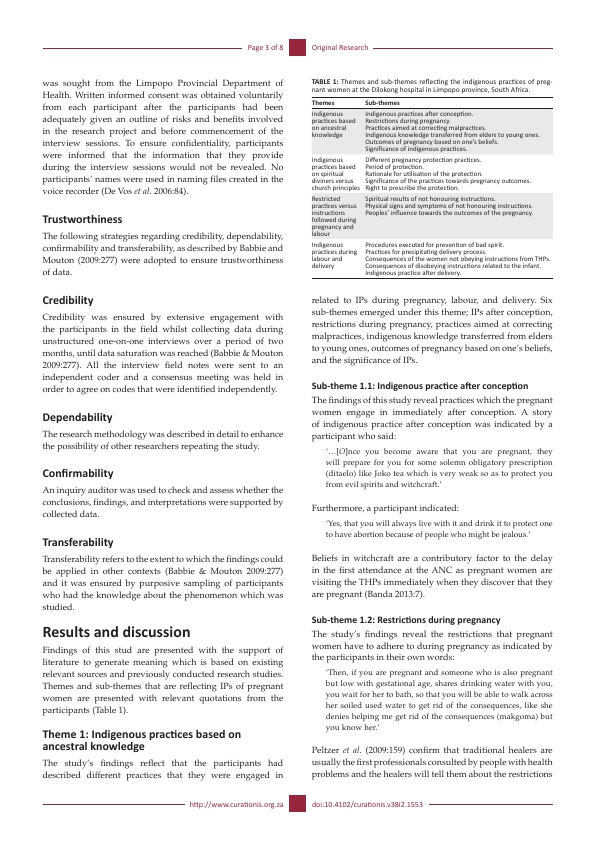 Page 3 of 8
Original Research
was sought from the Limpopo Provincial Department of
Health. Written informed consent was obtained voluntarily
from each participant after the participants had been
adequately given an outline of risks and benefits involved
in the research project and before commencement of the
interview sessions. To ensure confidentiality, participants
were informed that the information that they provide
during the interview sessions would not be revealed. No
participants' names were used in naming files created in the
voice recorder (De Vos et al. 2006:84).
Trustworthiness
The following strategies regarding credibility, dependability,
confirmability and transferability, as described by Babbie and
Mouton (2009:277) were adopted to ensure trustworthiness
of data.
Credibility
Credibility was ensured by extensive engagement with
the participants in the field whilst collecting data during
unstructured one-on-one interviews over a period of two
months, until data saturation was reached (Babbie & Mouton
2009:277). All the interview field notes were sent to an
independent coder and a consensus meeting was held in
order to agree on codes that were identified independently.
Dependability
The research methodology was described in detail to enhance
the possibility of other researchers repeating the study.
Confirmability
An inquiry auditor was used to check and assess whether the
conclusions, findings, and interpretations were supported by
collected data.
Transferability
Transferability refers to the extent to which the findings could
be applied in other contexts (Babbie & Mouton 2009:277)
and it was ensured by purposive sampling of participants
who had the knowledge about the phenomenon which was
studied.
Results and discussion
Findings of this stud are presented with the support of
literature to generate meaning which is based on existing
relevant sources and previously conducted research studies.
Themes and sub-themes that are reflecting IPs of pregnant
women are presented with relevant quotations from the
participants (Table 1).
Theme 1: Indigenous practices based on
ancestral knowledge
The study's findings reflect that the participants had
described different practices that they were engaged in
TABLE 1: Themes and sub-themes reflecting the indigenous practices of preg-
nant women at the Dilokong hospital in Limpopo province, South Africa.
Themes Sub-themes
Indigenous Indigenous practices after conception.
practices based Restrictions during pregnancy.
on ancestral Practices aimed at correcting malpractices.
knowledge Indigenous knowledge transferred from elders to young ones.
Outcomes of pregnancy based on one's beliefs.
Significance of indigenous practices.
Indigenous Different pregnancy protection practices.
practices based Period of protection.
on spiritual Rationale for utilisation of the protection.
diviners versus Significance of the practices towards pregnancy outcomes.
church principles Right to prescribe the protection.
Restricted Spiritual results of not honouring instructions.
practices versus Physical signs and symptoms of not honouring instructions.
instructions Peoples' influence towards the outcomes of the pregnancy.
followed during
pregnancy and
labour
Indigenous Procedures executed for prevention of bad spirit.
practices during Practices for precipitating delivery process.
labour and Consequences of the women not obeying instructions from THPs.
delivery Consequences of disobeying instructions related to the infant.
Indigenous practice after delivery.
related to IPs during pregnancy, labour, and delivery. Six
sub-themes emerged under this theme; IPs after conception,
restrictions during pregnancy, practices aimed at correcting
malpractices, indigenous knowledge transferred from elders
to young ones, outcomes of pregnancy based on one's beliefs,
and the significance of IPs.
Sub-theme 1.1: Indigenous practice after conception
The findings of this study reveal practices which the pregnant
women engage in immediately after conception. A story
of indigenous practice after conception was indicated by a
participant who said:
'…[O]nce you become aware that you are pregnant, they
will prepare for you for some solemn obligatory prescription
(ditaelo) like Joko tea which is very weak so as to protect you
from evil spirits and witchcraft.'
Furthermore, a participant indicated:
'Yes, that you will always live with it and drink it to protect one
to have abortion because of people who might be jealous.'
Beliefs in witchcraft are a contributory factor to the delay
in the first attendance at the ANC as pregnant women are
visiting the THPs immediately when they discover that they
are pregnant (Banda 2013:7).
Sub-theme 1.2: Restrictions during pregnancy
The study's findings reveal the restrictions that pregnant
women have to adhere to during pregnancy as indicated by
the participants in their own words:
'Then, if you are pregnant and someone who is also pregnant
but low with gestational age, shares drinking water with you,
you wait for her to bath, so that you will be able to walk across
her soiled used water to get rid of the consequences, like she
denies helping me get rid of the consequences (makgoma) but
you know her.'
Peltzer et al. (2009:159) confirm that traditional healers are
usually the first professionals consulted by people with health
problems and the healers will tell them about the restrictions
http://www.curationis.org.za
doi:10.4102/curationis.v38i2.1553